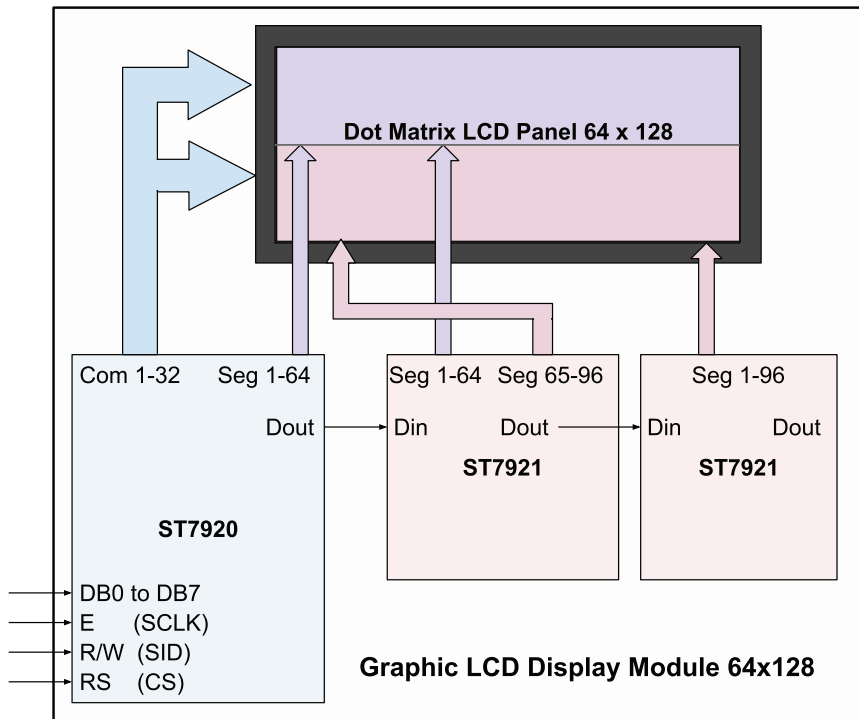 Dot Matrix LCD Panel 64 x 128
Com 1-32 Seg 1-64
Dout
ST7920
DB0 to DB7
E (SCLK)
R/W (SID)
RS (CS)
Seg 1-64 Seg 65-96
Din Dout
ST7921
Seg 1-96
Din Dout
ST7921
Graphic LCD Display Module 64x128